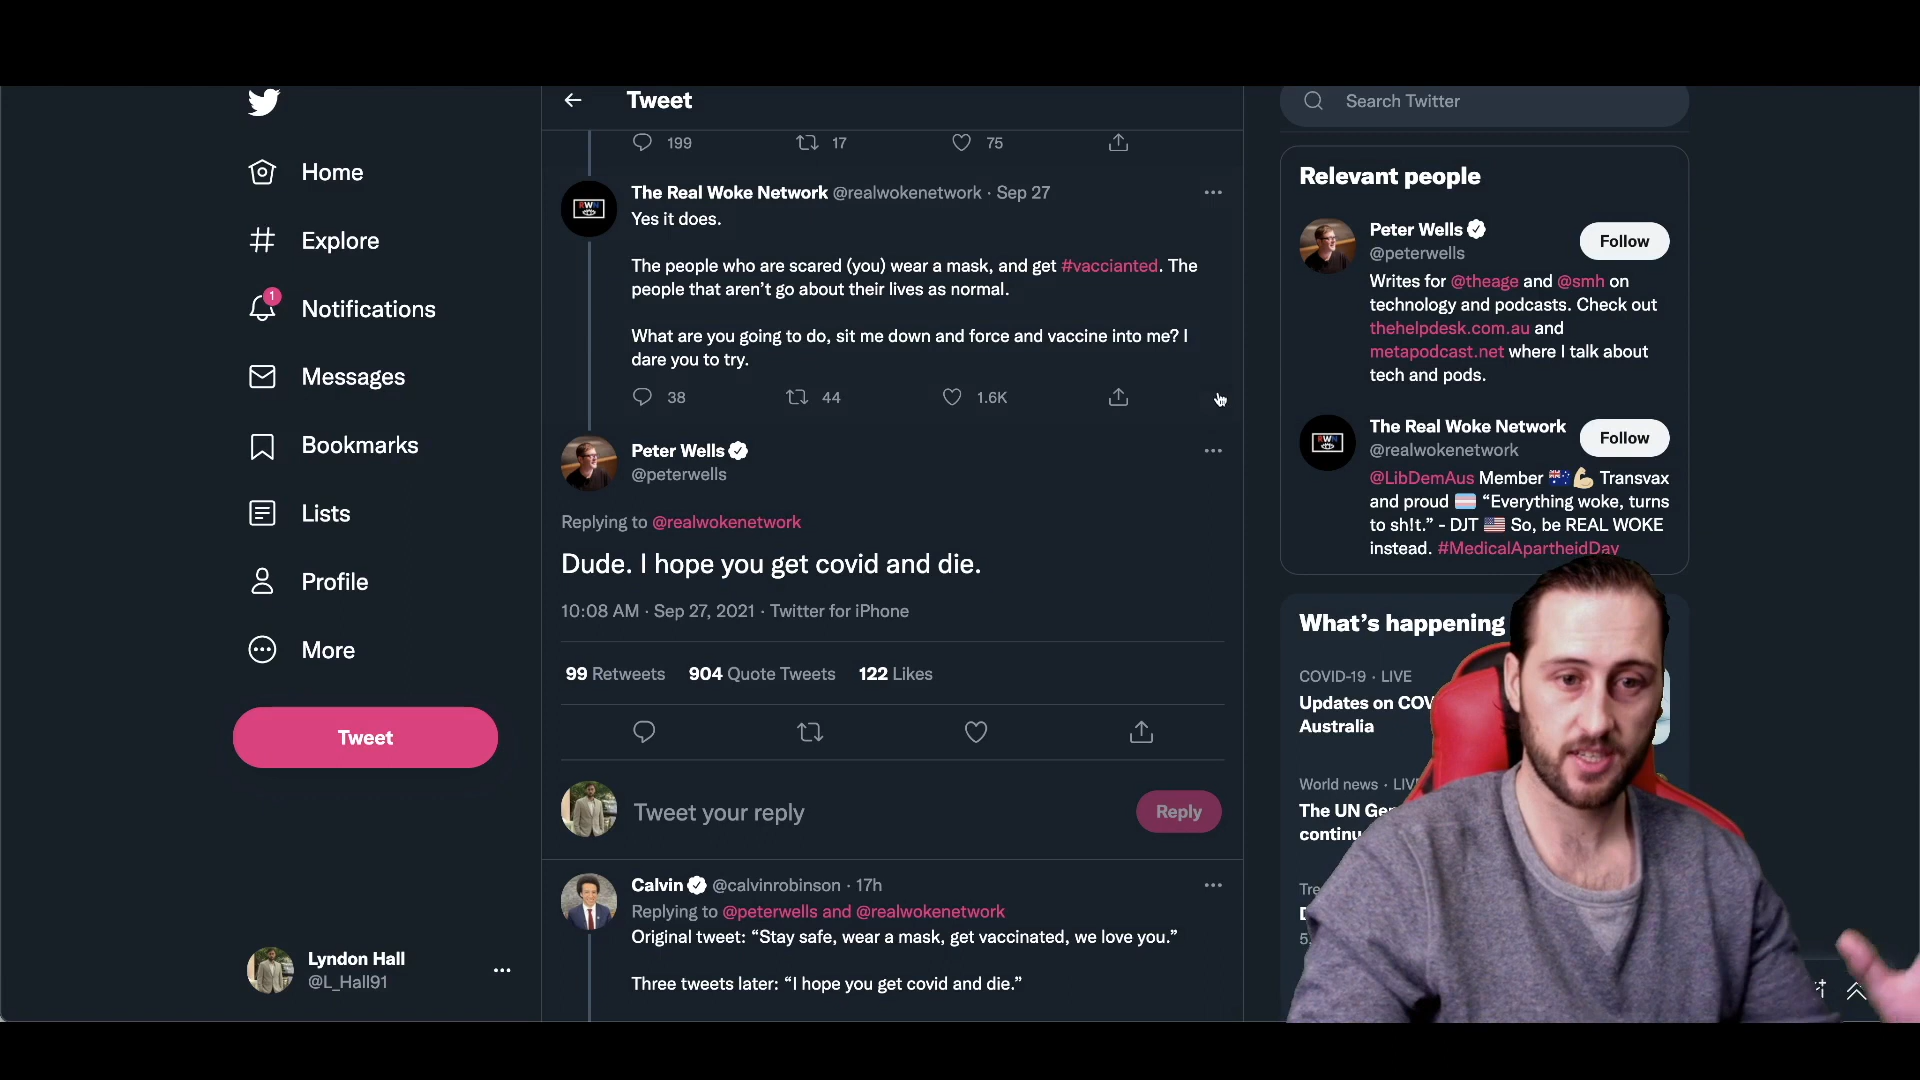 Tweet
Search Twitter
199 17 75
Home
Explore
1
Notifications
Messages
Bookmarks
Lists
Profile
More
Tweet
Lyndon Hall
@L_Hall91
RWN
The Real Woke Network @realwokenetwork · Sep 27
Yes it does.
The people who are scared (you) wear a mask, and get #vaccianted. The
people that aren’t go about their lives as normal.
What are you going to do, sit me down and force and vaccine into me? I
dare you to try.
38 44 1.6K
Peter Wells
@peterwells
Replying to @realwokenetwork
Dude. I hope you get covid and die.
10:08 AM · Sep 27, 2021 · Twitter for iPhone
99 Retweets 904 Quote Tweets 122 Likes
Tweet your reply
Reply
Calvin @calvinrobinson · 17h
Replying to @peterwells and @realwokenetwork
Original tweet: “Stay safe, wear a mask, get vaccinated, we love you.”
Three tweets later: “I hope you get covid and die.”
Relevant people
Peter Wells
@peterwells
Follow
Writes for @theage and @smh on
technology and podcasts. Check out
thehelpdesk.com.au and
metapodcast.net where I talk about
tech and pods.
RWN
The Real Woke Network
@realwokenetwork
Follow
@LibDemAus Member Transvax
and proud “Everything woke, turns
to sh!t.” - DJT So, be REAL WOKE
instead. #MedicalApartheidDay
What’s happening
COVID-19 · LIVE
Updates on COV
Australia
World news · LIV
The UN Gen
continu
Tre
D
5.